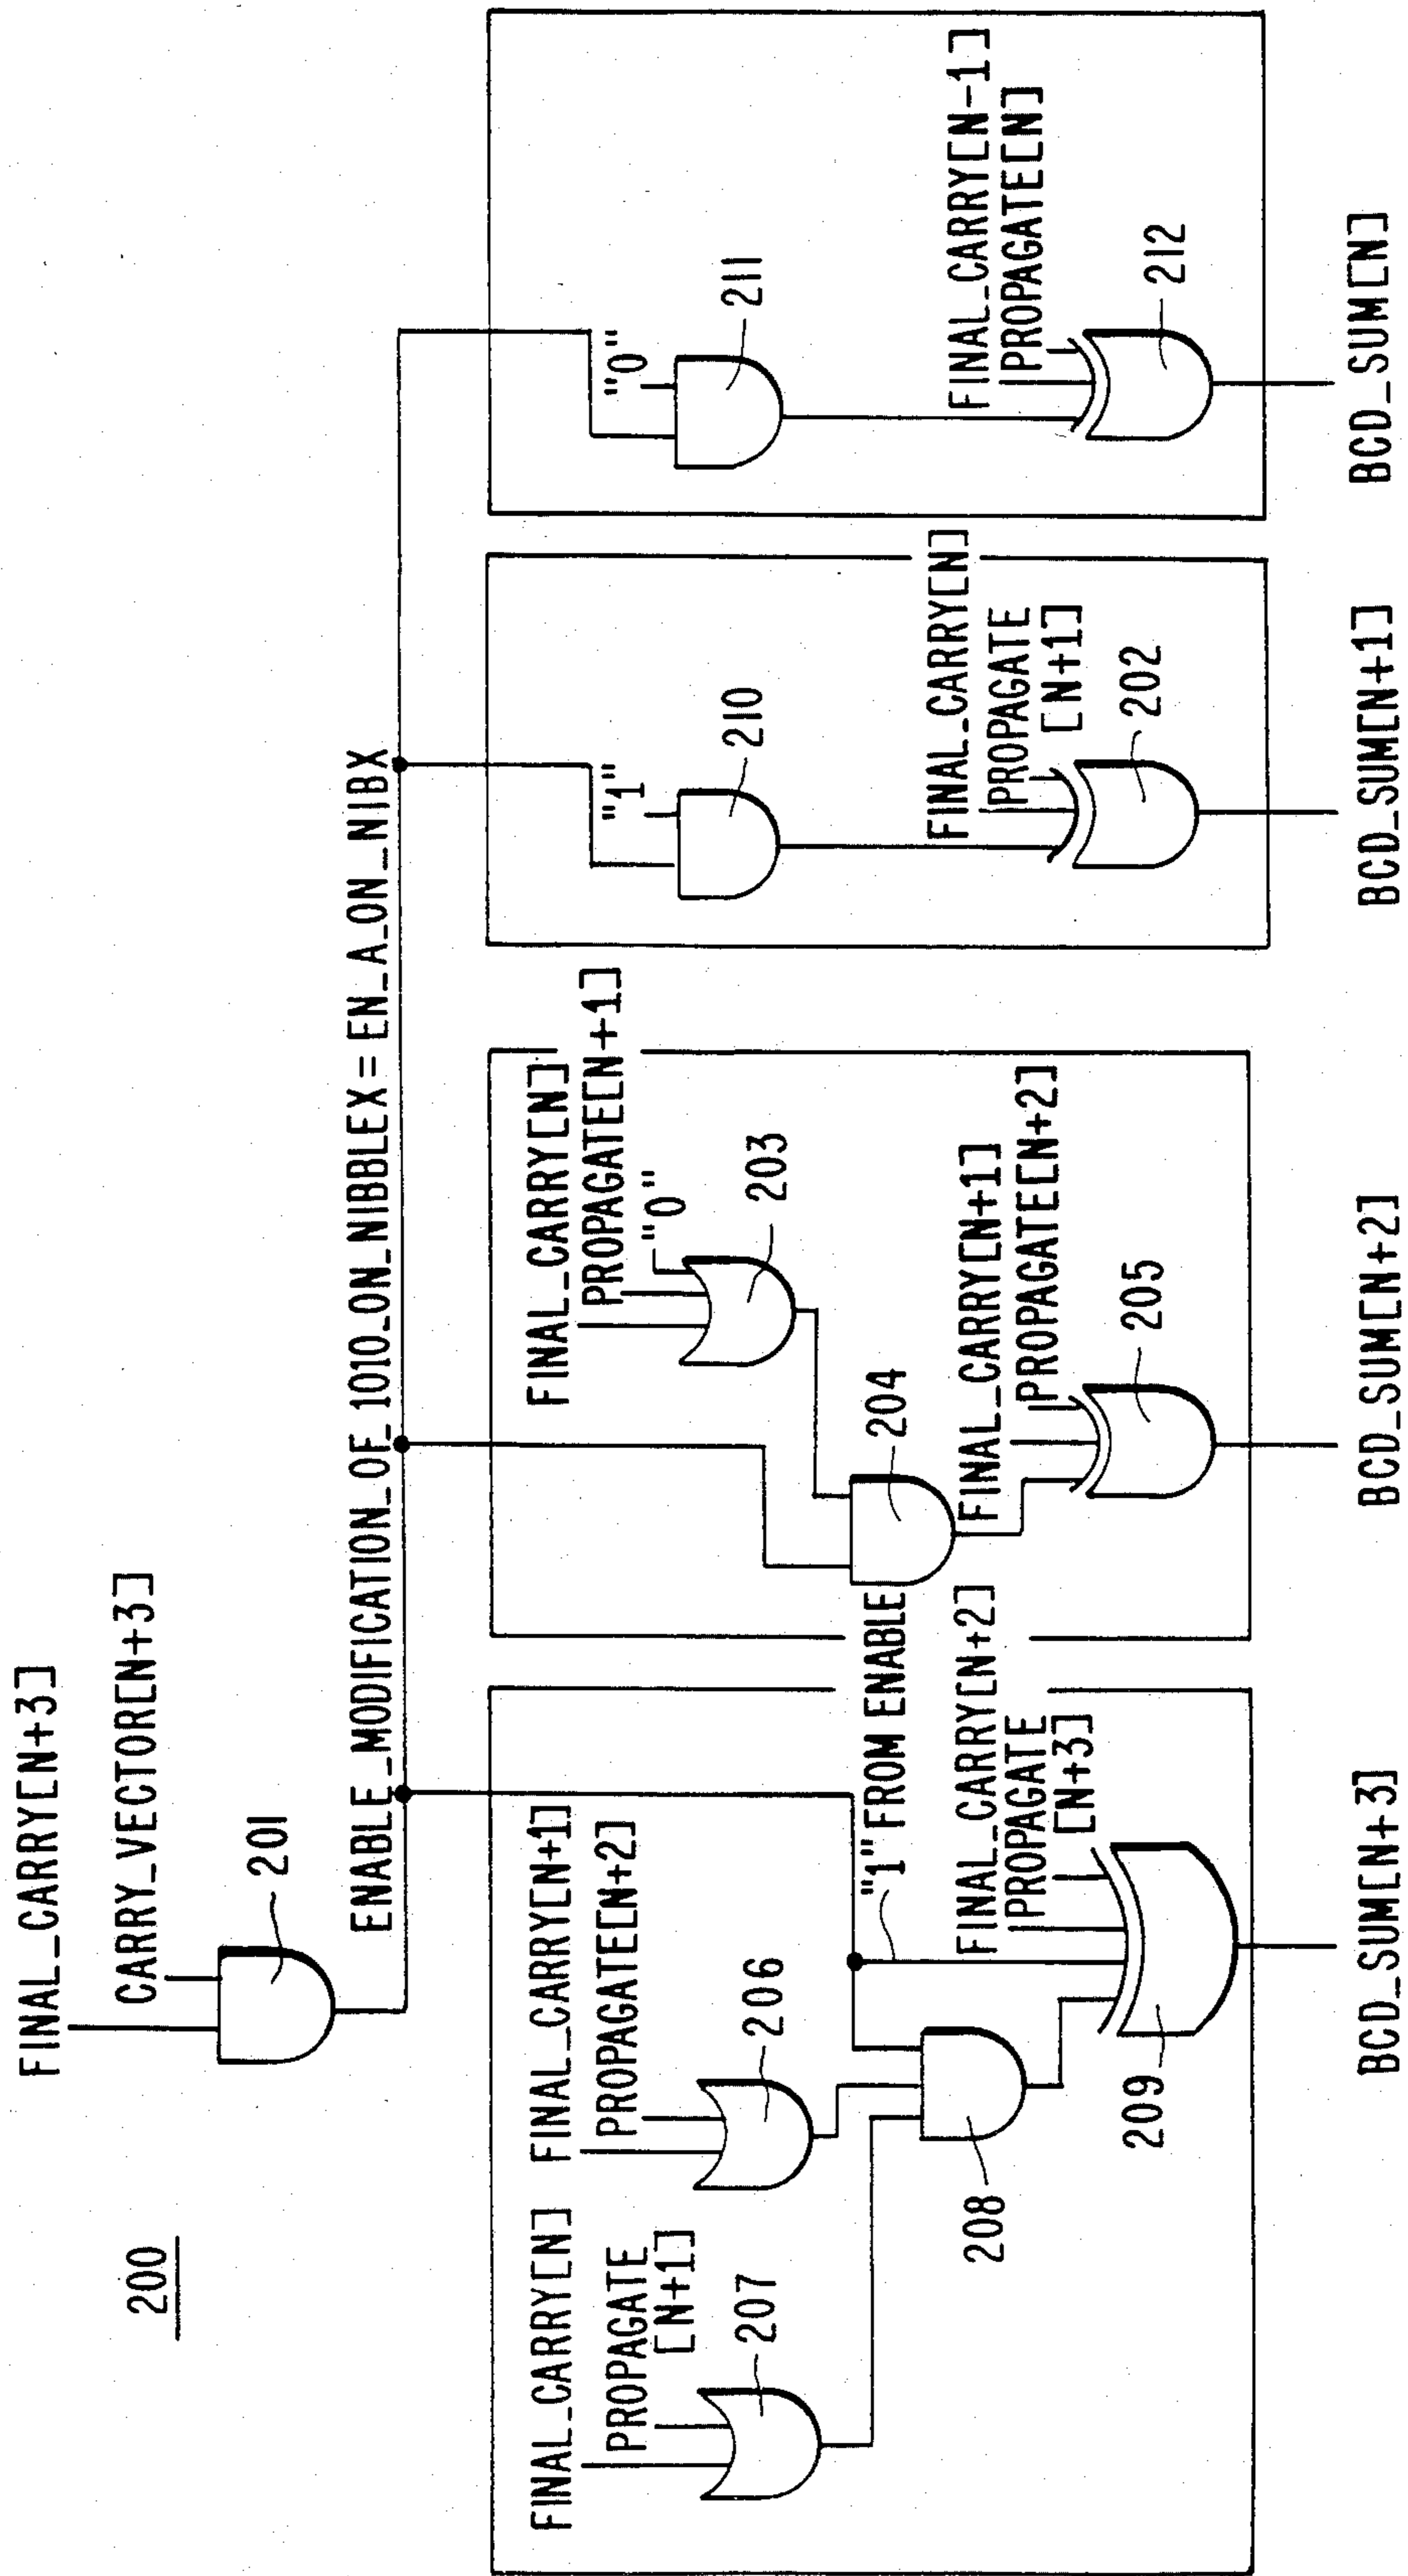 200
FINAL_CARRY[N+3]
CARRY_VECTOR[N+3]
201
ENABLE_MODIFICATION_OF_1010_ON_NIBBLEX = EN_A_ON_NIBX
FINAL_CARRY[N]
PROPAGATE
[N+1]
207
FINAL_CARRY[N+1]
PROPAGATE[N+2]
206
208
"1" FROM ENABLE
FINAL_CARRY[N+2]
PROPAGATE
[N+3]
209
BCD_SUM[N+3]
FINAL_CARRY[N]
PROPAGATE[N+1]
"0"
203
204
FINAL_CARRY[N+1]
PROPAGATE[N+2]
205
BCD_SUM[N+2]
"1"
210
FINAL_CARRY[N]
PROPAGATE
[N+1]
202
BCD_SUM[N+1]
"0"
211
FINAL_CARRY[N-1]
PROPAGATE[N]
212
BCD_SUM[N]